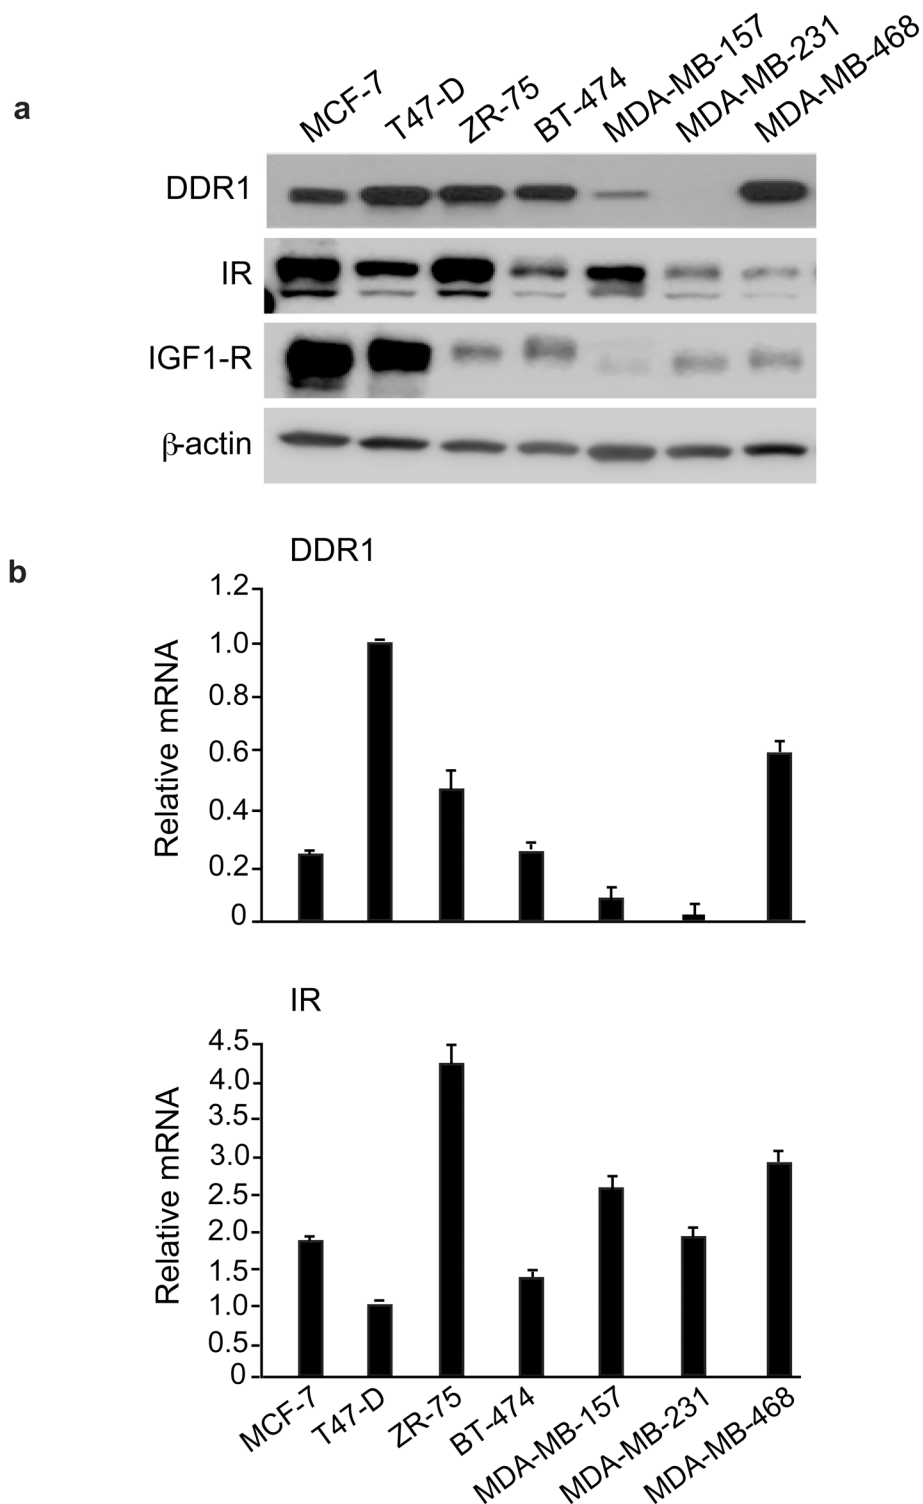 a
MCF-7
T47-D
ZR-75
BT-474
MDA-MB-157
MDA-MB-231
MDA-MB-468
DDR1
IR
IGF1-R
β-actin
b
DDR1
Relative mRNA
1.2
1.0
0.8
0.6
0.4
0.2
0
IR
Relative mRNA
4.5
4.0
3.5
3.0
2.5
2.0
1.5
1.0
0.5
0
MCF-7
T47-D
ZR-75
BT-474
MDA-MB-157
MDA-MB-231
MDA-MB-468